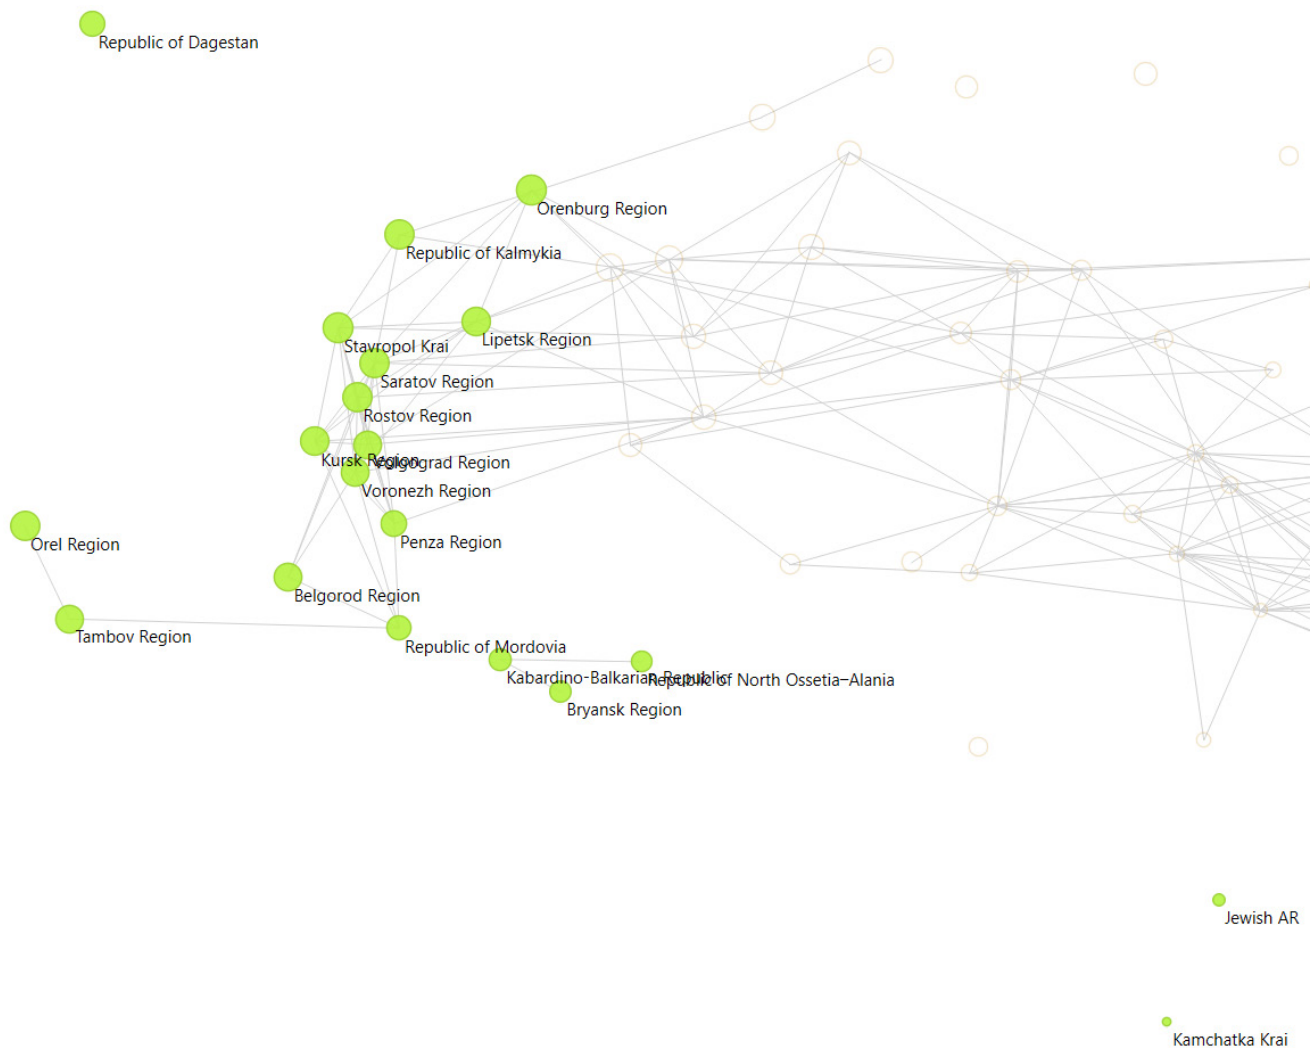 Republic of Dagestan
Orenburg Region
Republic of Kalmykia
Lipetsk Region
Stavropol Krai
Saratov Region
Rostov Region
Kursk Region
Volgograd Region
Voronezh Region
Penza Region
Orel Region
Belgorod Region
Tambov Region
Republic of Mordovia
Kabardino-Balkarian Republic
Republic of North Ossetia–Alania
Bryansk Region
Jewish AR
Kamchatka Krai